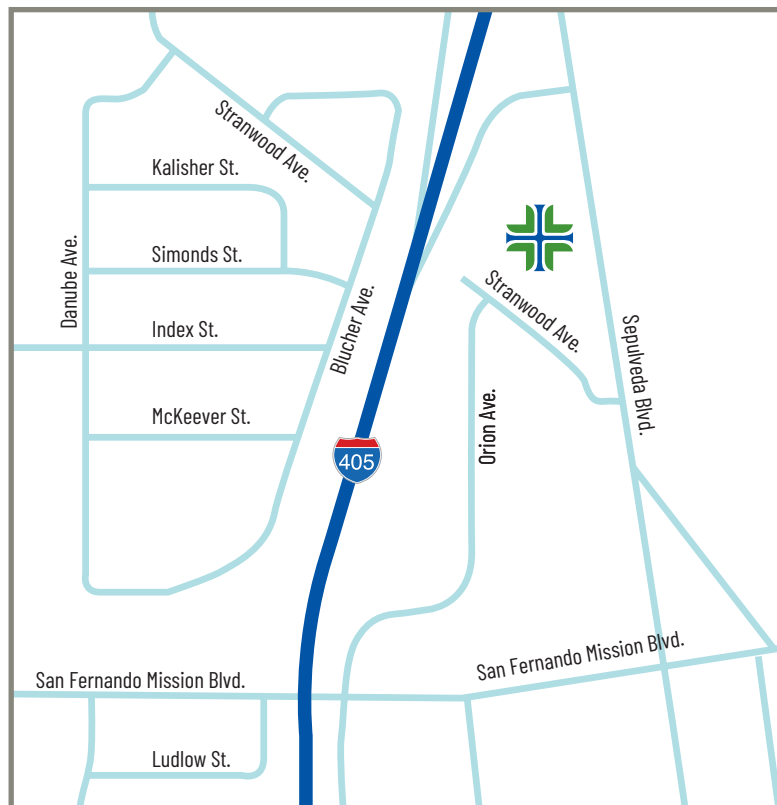 Stranwood Ave.
Kalisher St.
Simonds St.
Danube Ave.
Blucher Ave.
Stranwood Ave.
Index St.
Sepulveda Blvd.
McKeever St.
Orion Ave.
405
San Fernando Mission Blvd.
San Fernando Mission Blvd.
Ludlow St.